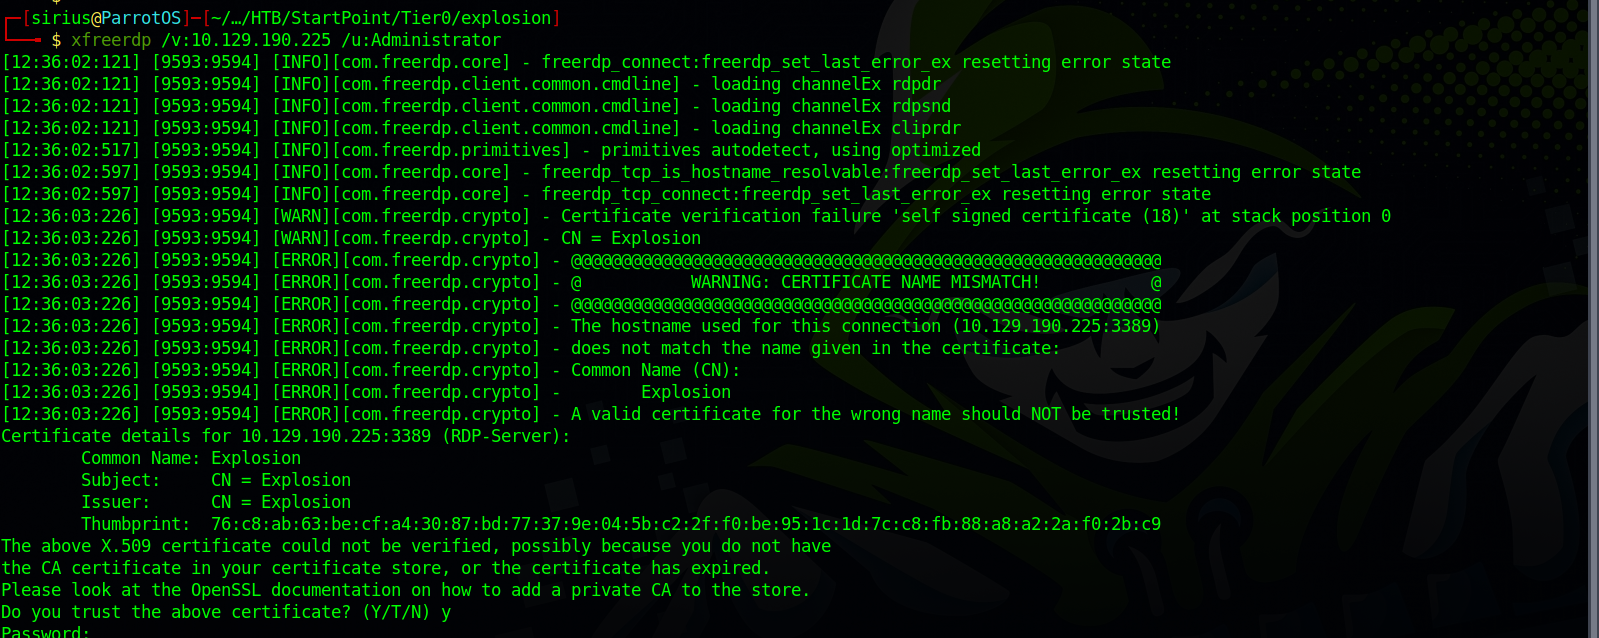 ┌─[sirius@ParrotOS]─[~/…/HTB/StartPoint/Tier0/explosion]
└──╼ $ xfreerdp /v:10.129.190.225 /u:Administrator
[12:36:02:121] [9593:9594] [INFO][com.freerdp.core] - freerdp_connect:freerdp_set_last_error_ex resetting error state
[12:36:02:121] [9593:9594] [INFO][com.freerdp.client.common.cmdline] - loading channelEx rdpdr
[12:36:02:121] [9593:9594] [INFO][com.freerdp.client.common.cmdline] - loading channelEx rdpsnd
[12:36:02:121] [9593:9594] [INFO][com.freerdp.client.common.cmdline] - loading channelEx cliprdr
[12:36:02:517] [9593:9594] [INFO][com.freerdp.primitives] - primitives autodetect, using optimized
[12:36:02:597] [9593:9594] [INFO][com.freerdp.core] - freerdp_tcp_is_hostname_resolvable:freerdp_set_last_error_ex resetting error state
[12:36:02:597] [9593:9594] [INFO][com.freerdp.core] - freerdp_tcp_connect:freerdp_set_last_error_ex resetting error state
[12:36:03:226] [9593:9594] [WARN][com.freerdp.crypto] - Certificate verification failure 'self signed certificate (18)' at stack position 0
[12:36:03:226] [9593:9594] [WARN][com.freerdp.crypto] - CN = Explosion
[12:36:03:226] [9593:9594] [ERROR][com.freerdp.crypto] - @@@@@@@@@@@@@@@@@@@@@@@@@@@@@@@@@@@@@@@@@@@@@@@@@@@@@@@@@@@
[12:36:03:226] [9593:9594] [ERROR][com.freerdp.crypto] - @           WARNING: CERTIFICATE NAME MISMATCH!           @
[12:36:03:226] [9593:9594] [ERROR][com.freerdp.crypto] - @@@@@@@@@@@@@@@@@@@@@@@@@@@@@@@@@@@@@@@@@@@@@@@@@@@@@@@@@@@
[12:36:03:226] [9593:9594] [ERROR][com.freerdp.crypto] - The hostname used for this connection (10.129.190.225:3389)
[12:36:03:226] [9593:9594] [ERROR][com.freerdp.crypto] - does not match the name given in the certificate:
[12:36:03:226] [9593:9594] [ERROR][com.freerdp.crypto] - Common Name (CN):
[12:36:03:226] [9593:9594] [ERROR][com.freerdp.crypto] -        Explosion
[12:36:03:226] [9593:9594] [ERROR][com.freerdp.crypto] - A valid certificate for the wrong name should NOT be trusted!
Certificate details for 10.129.190.225:3389 (RDP-Server):
        Common Name: Explosion
        Subject:     CN = Explosion
        Issuer:      CN = Explosion
        Thumbprint:  76:c8:ab:63:be:cf:a4:30:87:bd:77:37:9e:04:5b:c2:2f:f0:be:95:1c:1d:7c:c8:fb:88:a8:a2:2a:f0:2b:c9
The above X.509 certificate could not be verified, possibly because you do not have
the CA certificate in your certificate store, or the certificate has expired.
Please look at the OpenSSL documentation on how to add a private CA to the store.
Do you trust the above certificate? (Y/T/N) y
Password: